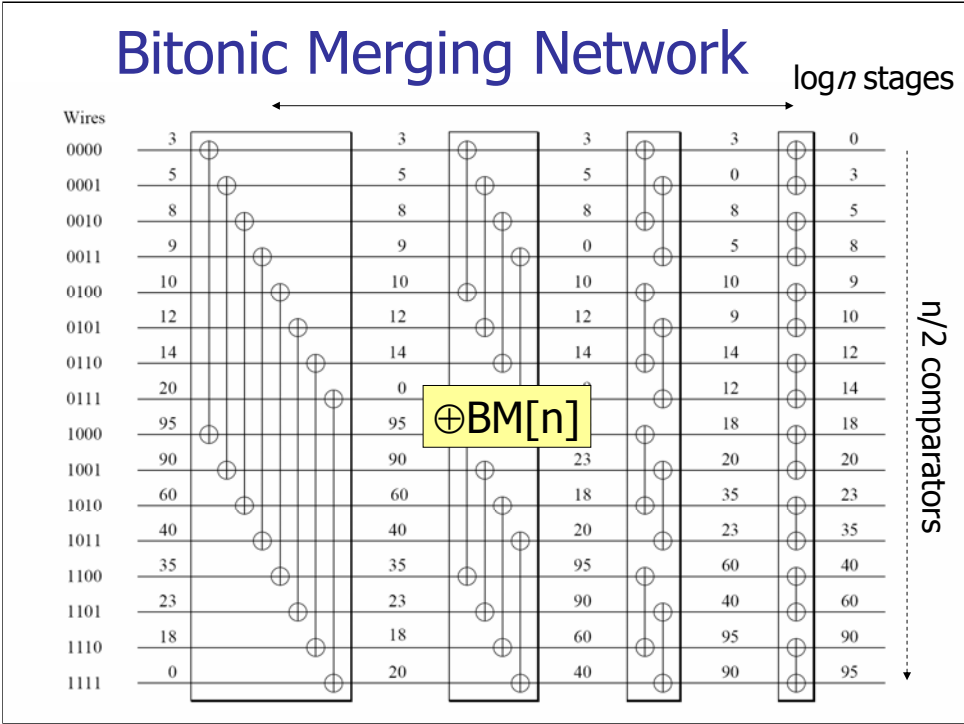 Bitonic Merging Network
logn stages
Wires
0000 3 3 3 3 0
0001 5 5 5 0 3
0010 8 8 8 8 5
0011 9 9 0 5 8
0100 10 10 10 10 9
0101 12 12 12 9 10
0110 14 14 14 14 12
0111 20 0 12 14
⊕BM[n]
1000 95 95 18 18
1001 90 90 23 20 20
1010 60 60 18 35 23
1011 40 40 20 23 35
1100 35 35 95 60 40
1101 23 23 90 40 60
1110 18 18 60 95 90
1111 0 20 40 90 95
n/2 comparators